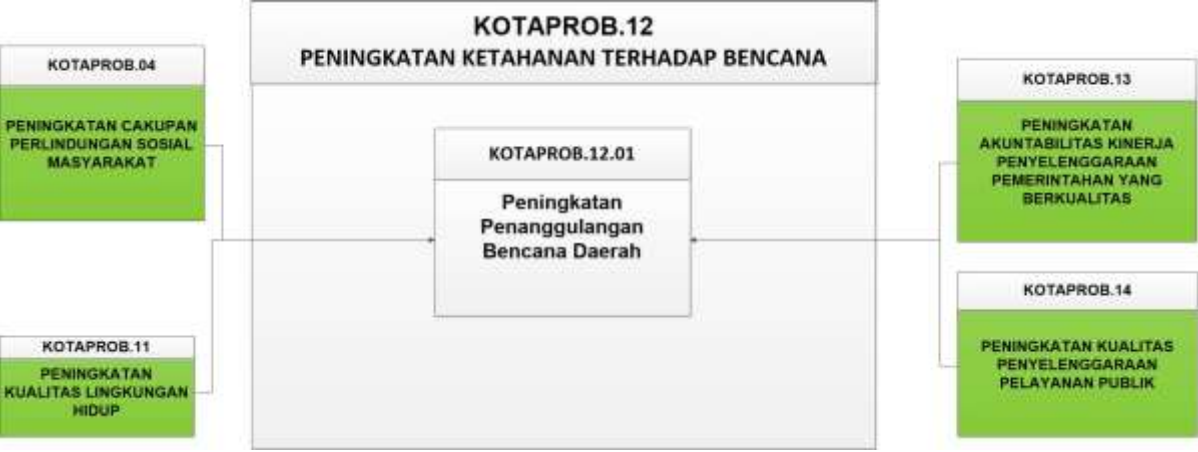 KOTAPROB.12
PENINGKATAN KETAHANAN TERHADAP BENCANA
KOTAPROB.04
PENINGKATAN CAKUPAN
PERLINDUNGAN SOSIAL
MASYARAKAT
KOTAPROB.11
PENINGKATAN
KUALITAS LINGKUNGAN
HIDUP
KOTAPROB.12.01
Peningkatan
Penanggulangan
Bencana Daerah
KOTAPROB.13
PENINGKATAN
AKUNTABILITAS KINERJA
PENYELENGGARAAN
PEMERINTAHAN YANG
BERKUALITAS
KOTAPROB.14
PENINGKATAN KUALITAS
PENYELENGGARAAN
PELAYANAN PUBLIK